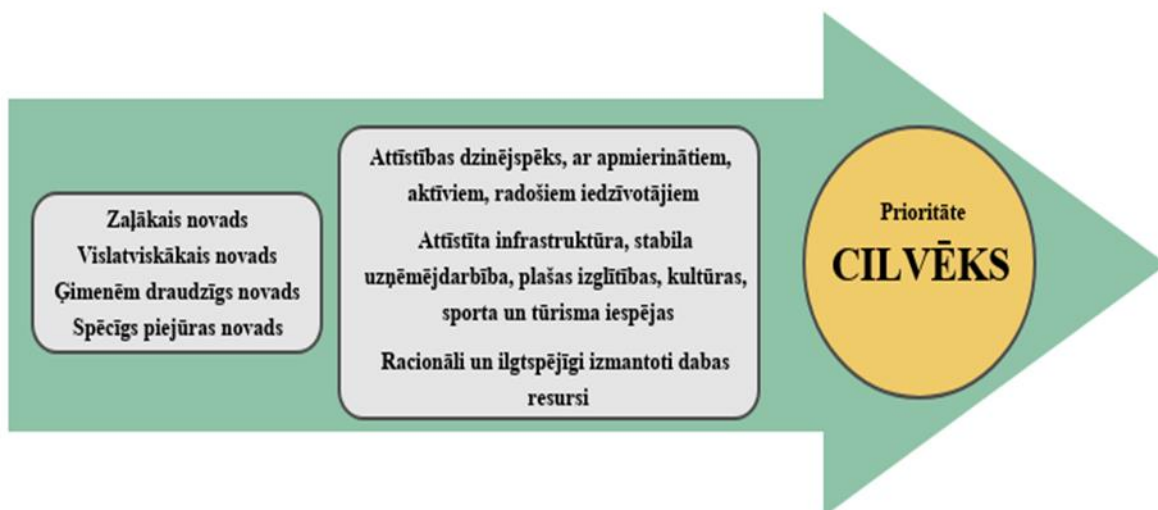 Zaļākais novads
Vislatviskākais novads
Ģimenēm draudzīgs novads
Spēcīgs piejūras novads
Attīstības dzinējspēks, ar apmierinātiem,
aktīviem, radošiem iedzīvotājiem
Attīstīta infrastruktūra, stabila
uzņēmējdarbība, plašas izglītības, kultūras,
sporta un tūrisma iespējas
Racionāli un ilgtspējīgi izmantoti dabas
resursi
Prioritāte
CILVĒKS